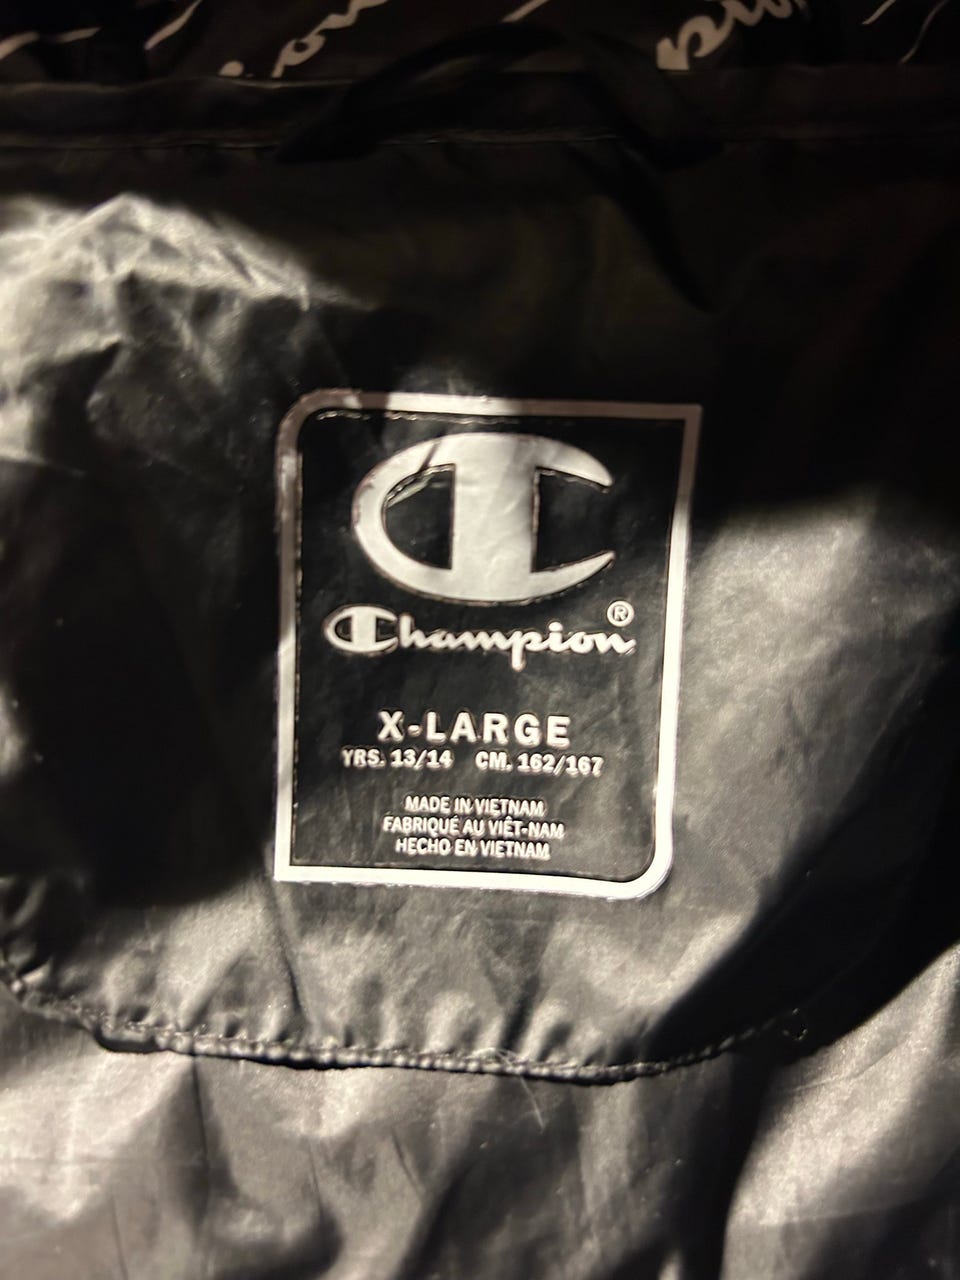 Champion®
X-LARGE
YRS. 13/14 CM. 162/167
MADE IN VIETNAM
FABRIQUÉ AU VIÊT-NAM
HECHO EN VIETNAM